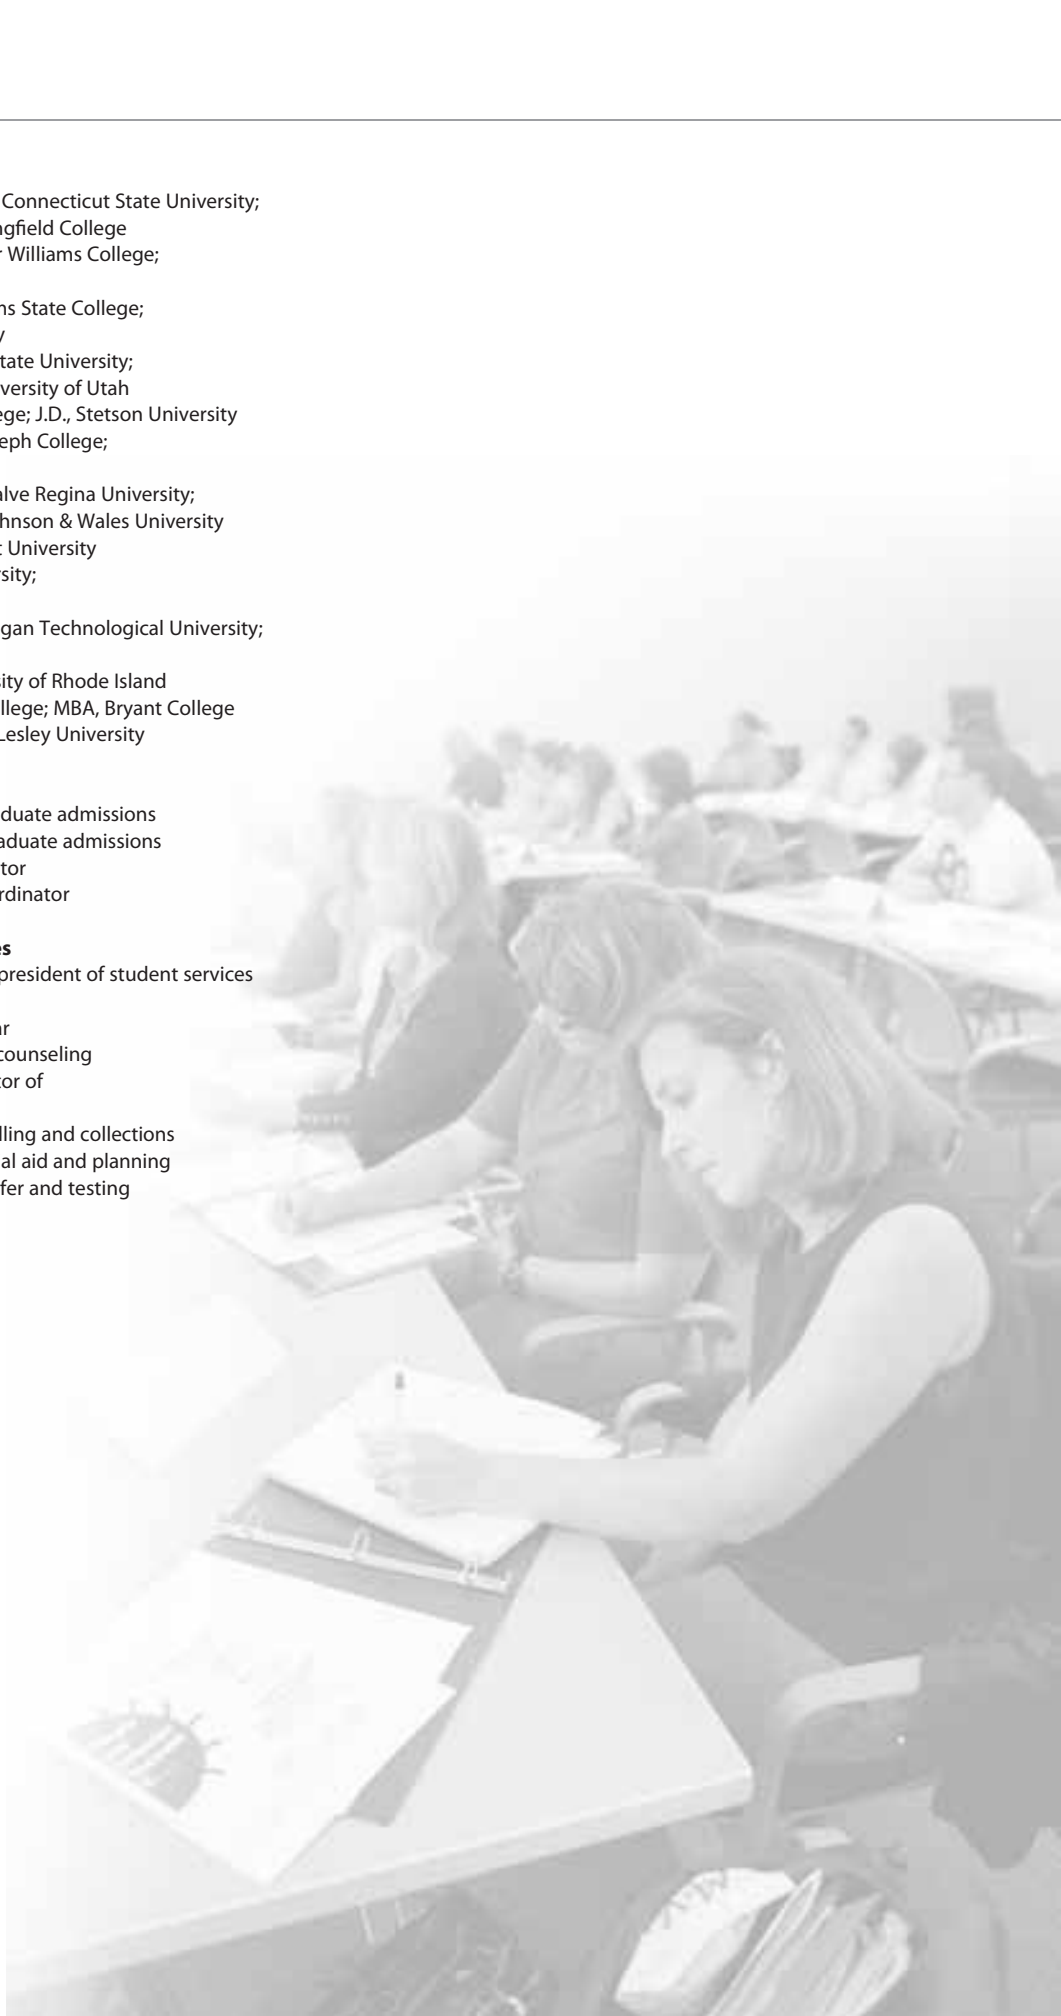 Connecticut State University;
ngfield College
r Williams College;
ns State College;
y
tate University;
versity of Utah
ege; J.D., Stetson University
eph College;
alve Regina University;
hnson & Wales University
t University
sity;
gan Technological University;
sity of Rhode Island
llege; MBA, Bryant College
Lesley University
duate admissions
aduate admissions
tor
rdinator
es
president of student services
ar
counseling
tor of
lling and collections
al aid and planning
fer and testing